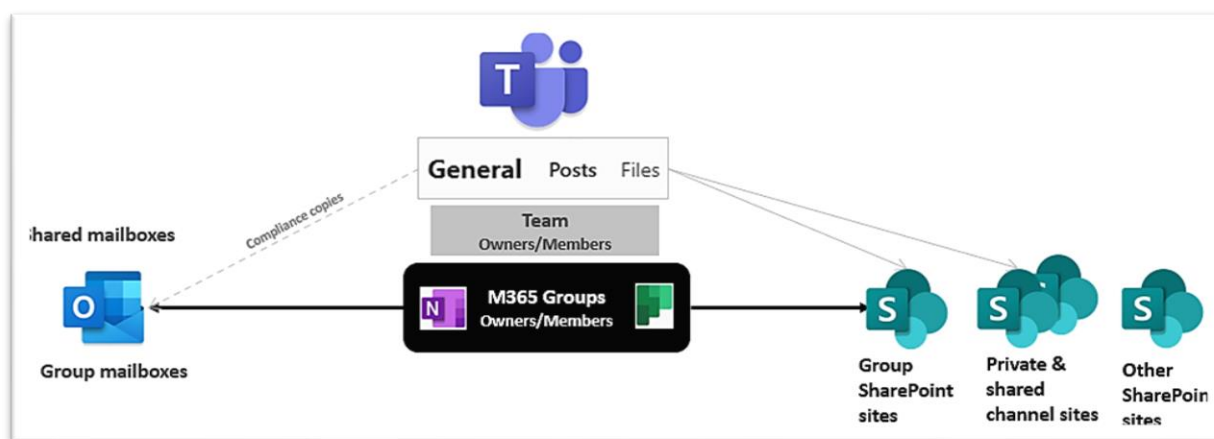 T
General Posts Files
Compliance copies
Team
Owners/Members
hared mailboxes
O
N
M365 Groups
Owners/Members
S
S
S
S
Group mailboxes
Group
SharePoint
sites
Private &
shared
channel sites
Other
SharePoin
sites